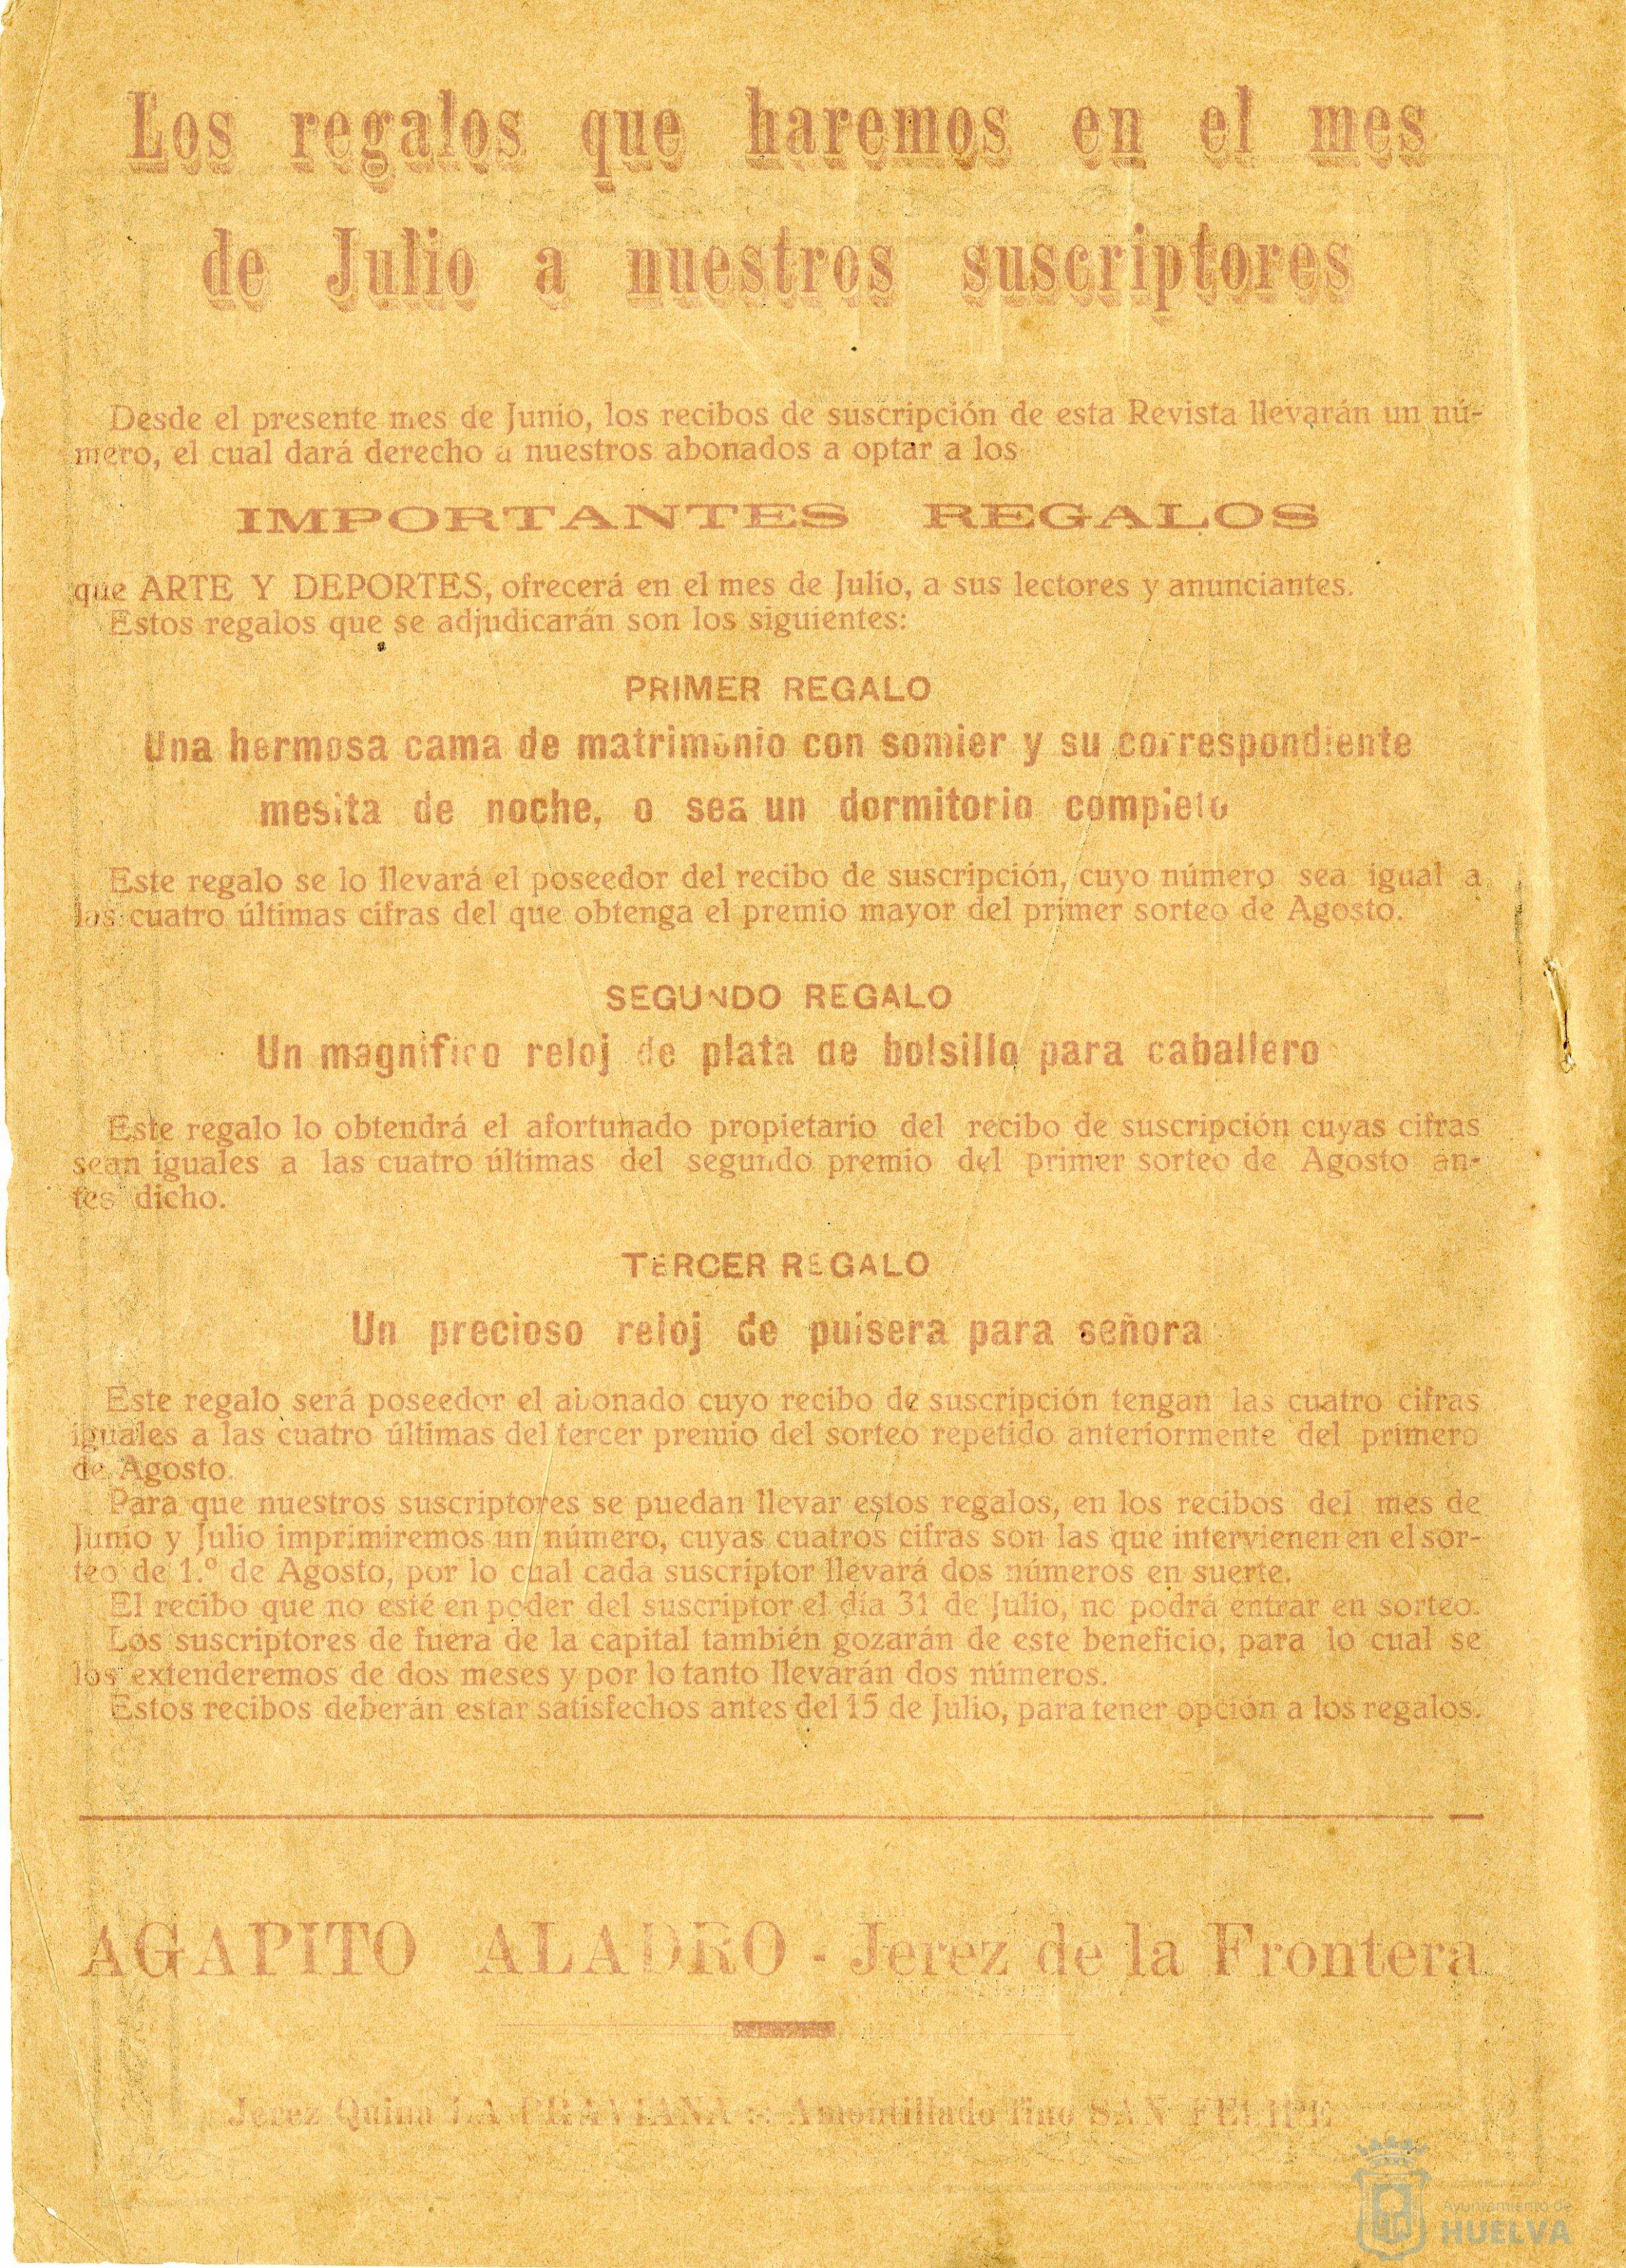 Los regalos que haremos en el mes
de Julio a nuestros suscriptores
Desde el presente mes de Junio, los recibos de suscripción de esta Revista llevarán un nú-
mero, el cual dará derecho a nuestros abonados a optar a los
IMPORTANTES REGALOS
que ARTE Y DEPORTES, ofrecerá en el mes de Julio, a sus lectores y anunciantes.
Estos regalos que se adjudicarán son los siguientes:
PRIMER REGALO
Una hermosa cama de matrimonio con somier y su correspondiente
mesita de noche, o sea un dormitorio completo
Este regalo se lo llevará el poseedor del recibo de suscripción, cuyo número sea igual a
las cuatro últimas cifras del que obtenga el premio mayor del primer sorteo de Agosto.
SEGUNDO REGALO
Un magnífico reloj de plata de bolsillo para caballero
Este regalo lo obtendrá el afortunado propietario del recibo de suscripción cuyas cifras
sean iguales a las cuatro últimas del segundo premio del primer sorteo de Agosto an-
tes dicho.
TERCER REGALO
Un precioso reloj de pulsera para señora
Este regalo será poseedor el abonado cuyo recibo de suscripción tengan las cuatro cifras
iguales a las cuatro últimas del tercer premio del sorteo repetido anteriormente del primero
de Agosto.
Para que nuestros suscriptores se puedan llevar estos regalos, en los recibos del mes de
Junio y Julio imprimiremos un número, cuyas cuatros cifras son las que intervienen en el sor-
teo de 1.º de Agosto, por lo cual cada suscriptor llevará dos números en suerte.
El recibo que no esté en poder del suscriptor el día 31 de Julio, no podrá entrar en sorteo.
Los suscriptores de fuera de la capital también gozarán de este beneficio, para lo cual se
los extenderemos de dos meses y por lo tanto llevarán dos números.
Estos recibos deberán estar satisfechos antes del 15 de Julio, para tener opción a los regalos.
AGAPITO ALADRO - Jerez de la Frontera
Jerez Quina LA PRAVIANA :-: Amontillado fino SAN FELIPE
Ayuntamiento de
HUELVA